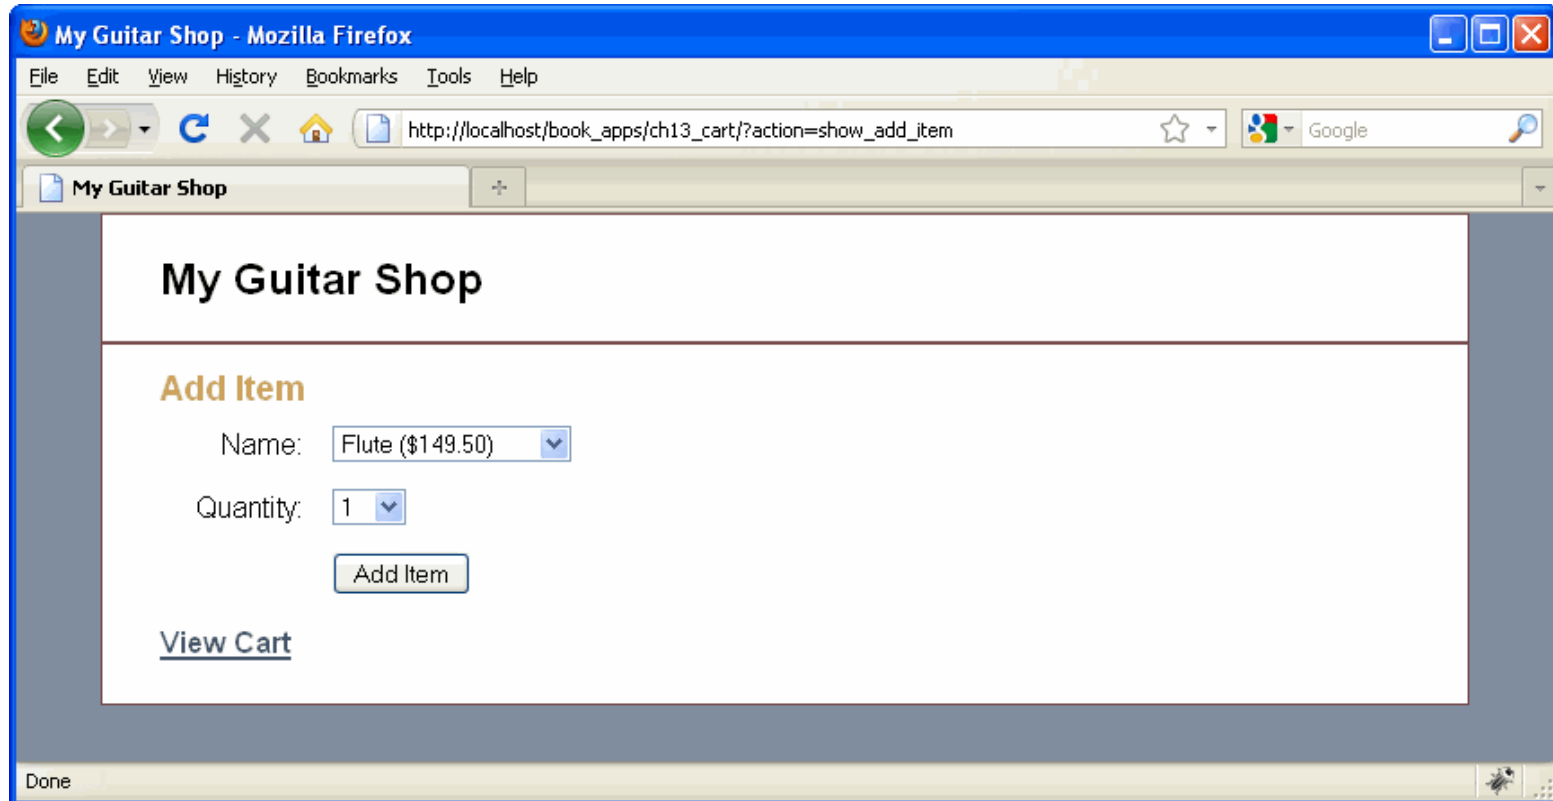 My Guitar Shop - Mozilla Firefox
File Edit View History Bookmarks Tools Help
http://localhost/book_apps/ch13_cart/?action=show_add_item Google
My Guitar Shop
My Guitar Shop
Add Item
Name: Flute ($149.50)
Quantity: 1
Add Item
View Cart
Done